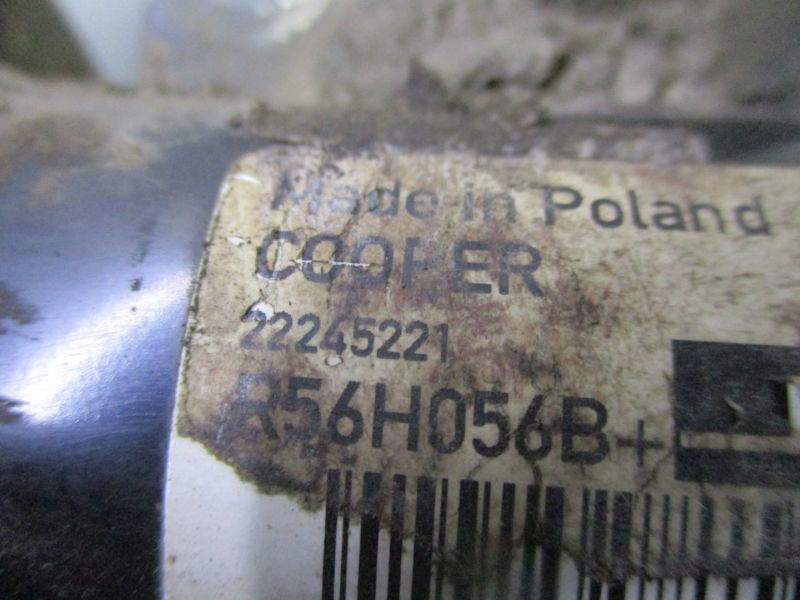 Made in Poland
COOPER
22245221
R56H056B+